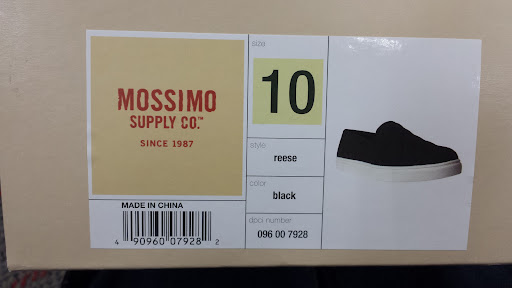 MOSSIMO
SUPPLY CO.™
SINCE 1987
MADE IN CHINA
4 90960 07928 2
size
10
style
reese
color
black
dpci number
096 00 7928